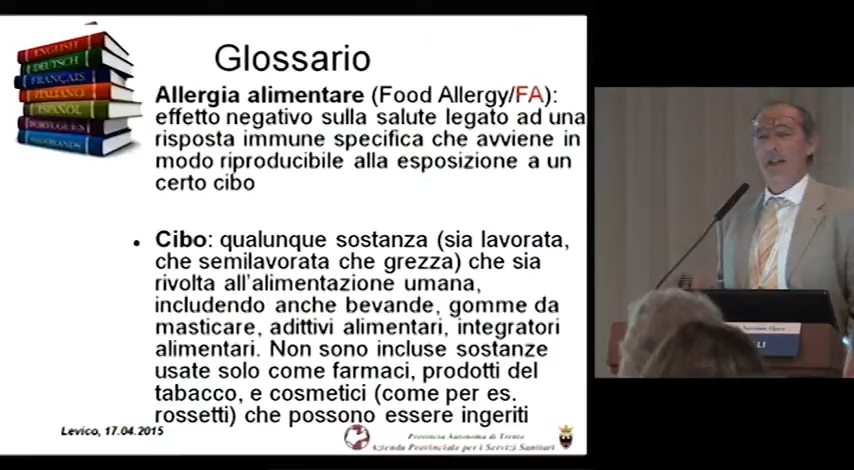 Glossario
ENGLISH
DEUTSCH
FRANÇAIS
ITALIANO
ESPAÑOL
PORTUGUES
Allergia alimentare (Food Allergy/FA):
effetto negativo sulla salute legato ad una
risposta immune specifica che avviene in
modo riproducibile alla esposizione a un
certo cibo
• Cibo: qualunque sostanza (sia lavorata,
che semilavorata che grezza) che sia
rivolta all'alimentazione umana,
includendo anche bevande, gomme da
masticare, additivi alimentari, integratori
alimentari. Non sono incluse sostanze
usate solo come farmaci, prodotti del
tabacco, e cosmetici (come per es.
rossetti) che possono essere ingeriti
Levico, 17.04.2015
Provincia Autonoma di Trento
Azienda Provinciale per i Servizi Sanitari
LI